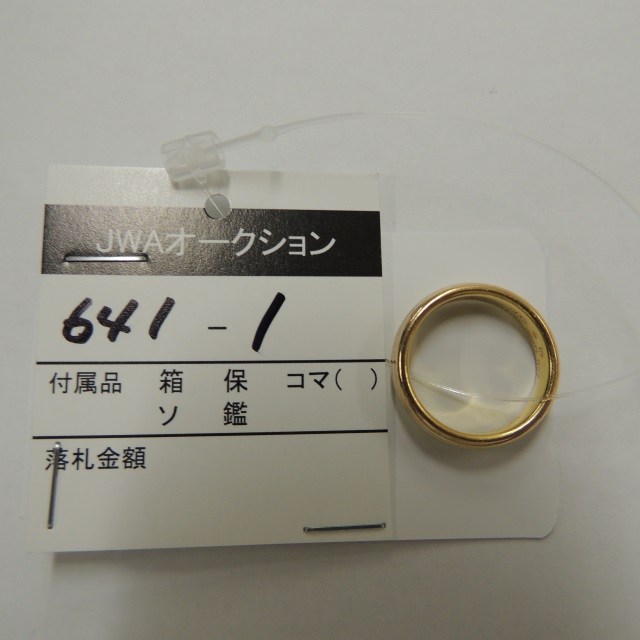 JWAオークション
641-1
付属品 箱 保 コマ( )
ソ 鑑
落札金額